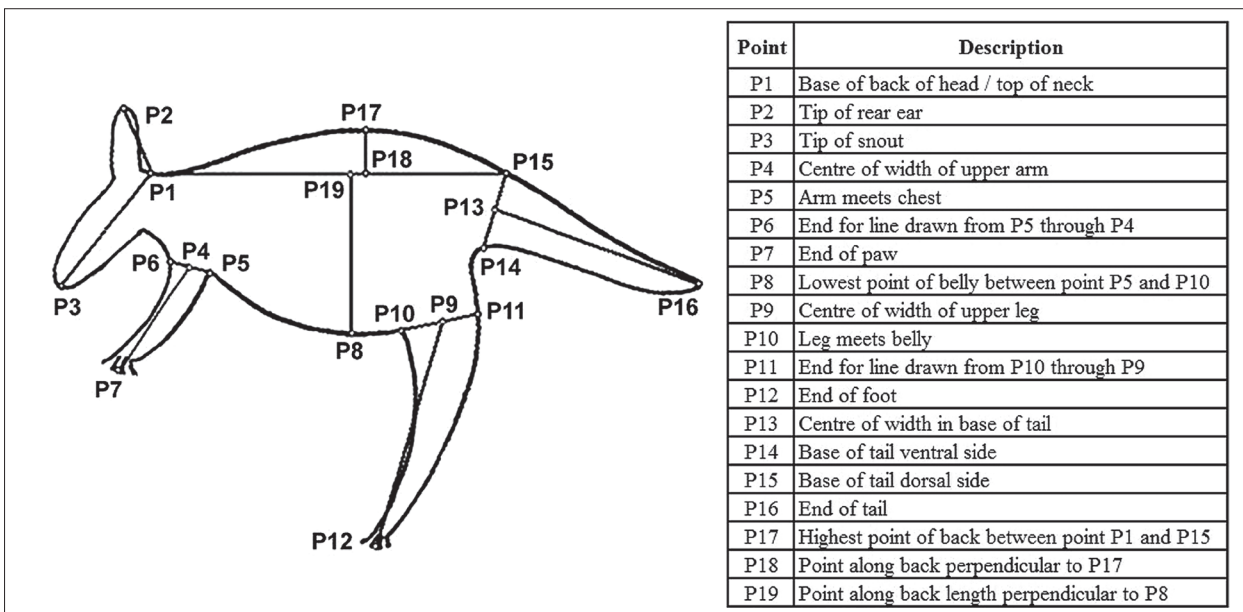 P2
P17
P1
P19
P18
P15
P13
P6
P4
P5
P14
P3
P16
P10
P9
P11
P8
P7
P12
Point Description
P1 Base of back of head / top of neck
P2 Tip of rear ear
P3 Tip of snout
P4 Centre of width of upper arm
P5 Arm meets chest
P6 End for line drawn from P5 through P4
P7 End of paw
P8 Lowest point of belly between point P5 and P10
P9 Centre of width of upper leg
P10 Leg meets belly
P11 End for line drawn from P10 through P9
P12 End of foot
P13 Centre of width in base of tail
P14 Base of tail ventral side
P15 Base of tail dorsal side
P16 End of tail
P17 Highest point of back between point P1 and P15
P18 Point along back perpendicular to P17
P19 Point along back length perpendicular to P8